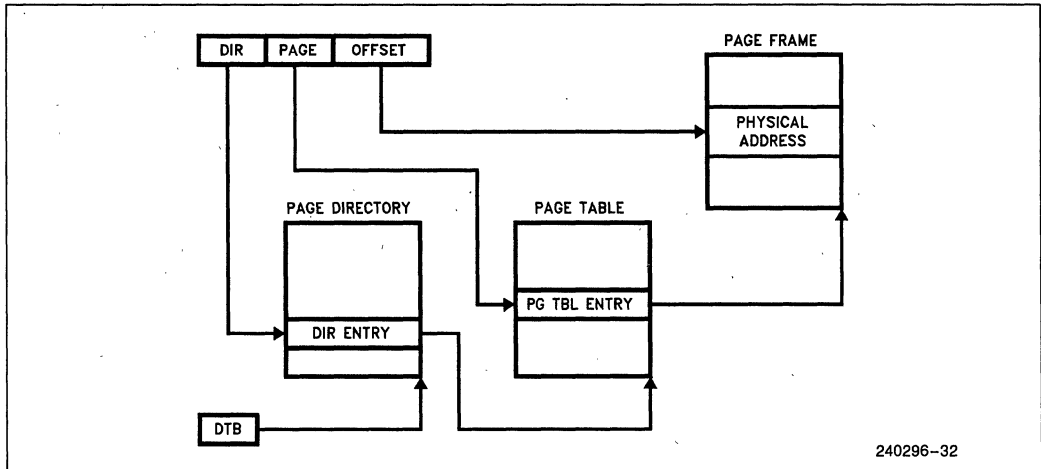 DIR PAGE OFFSET
PAGE FRAME
PHYSICAL
ADDRESS
PAGE DIRECTORY
PAGE TABLE
PG TBL ENTRY
DIR ENTRY
DTB
240296–32